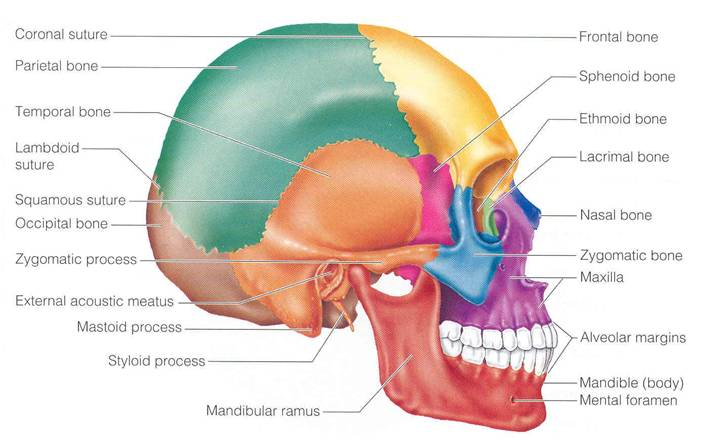 Coronal suture
Parietal bone
Temporal bone
Lambdoid
suture
Squamous suture
Occipital bone
Zygomatic process
External acoustic meatus
Mastoid process
Styloid process
Mandibular ramus
Frontal bone
Sphenoid bone
Ethmoid bone
Lacrimal bone
Nasal bone
Zygomatic bone
Maxilla
Alveolar margins
Mandible (body)
Mental foramen